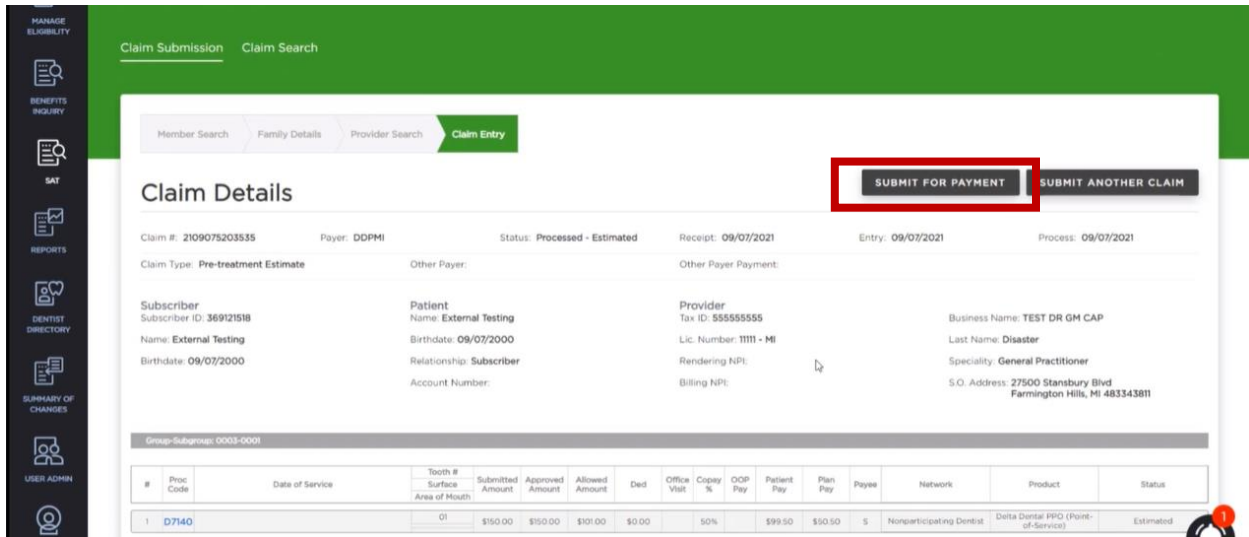 MANAGE
ELIGIBILITY
BENEFITS
INQUIRY
SAT
REPORTS
DENTIST
DIRECTORY
SUMMARY OF
CHANGES
USER ADMIN
Claim Submission Claim Search
Member Search Family Details Provider Search Claim Entry
Claim Details
SUBMIT FOR PAYMENT SUBMIT ANOTHER CLAIM
Claim #: 2109075203535 Payer: DDPMI Status: Processed - Estimated Receipt: 09/07/2021 Entry: 09/07/2021 Process: 09/07/2021
Claim Type: Pre-treatment Estimate Other Payer: Other Payer Payment:
Subscriber Patient Provider
Subscriber ID: 369121518 Name: External Testing Tax ID: 555555555 Business Name: TEST DR GM CAP
Name: External Testing Birthdate: 09/07/2000 Lic. Number: 11111 - MI Last Name: Disaster
Birthdate: 09/07/2000 Relationship: Subscriber Rendering NPI: Speciality: General Practitioner
Account Number: Billing NPI: S.O. Address: 27500 Stansbury Blvd
Farmington Hills, MI 483343811
Group-Subgroup: 0003-0001
# Proc Code Date of Service Tooth # Surface Area of Mouth Submitted Amount Approved Amount Allowed Amount Ded Office Visit Copay % OOP Pay Patient Pay Plan Pay Payee Network Product Status
1 D7140 01 $150.00 $150.00 $101.00 $0.00 50% $99.50 $50.50 S Nonparticipating Dentist Delta Dental PPO (Point-of-Service) Estimated
1